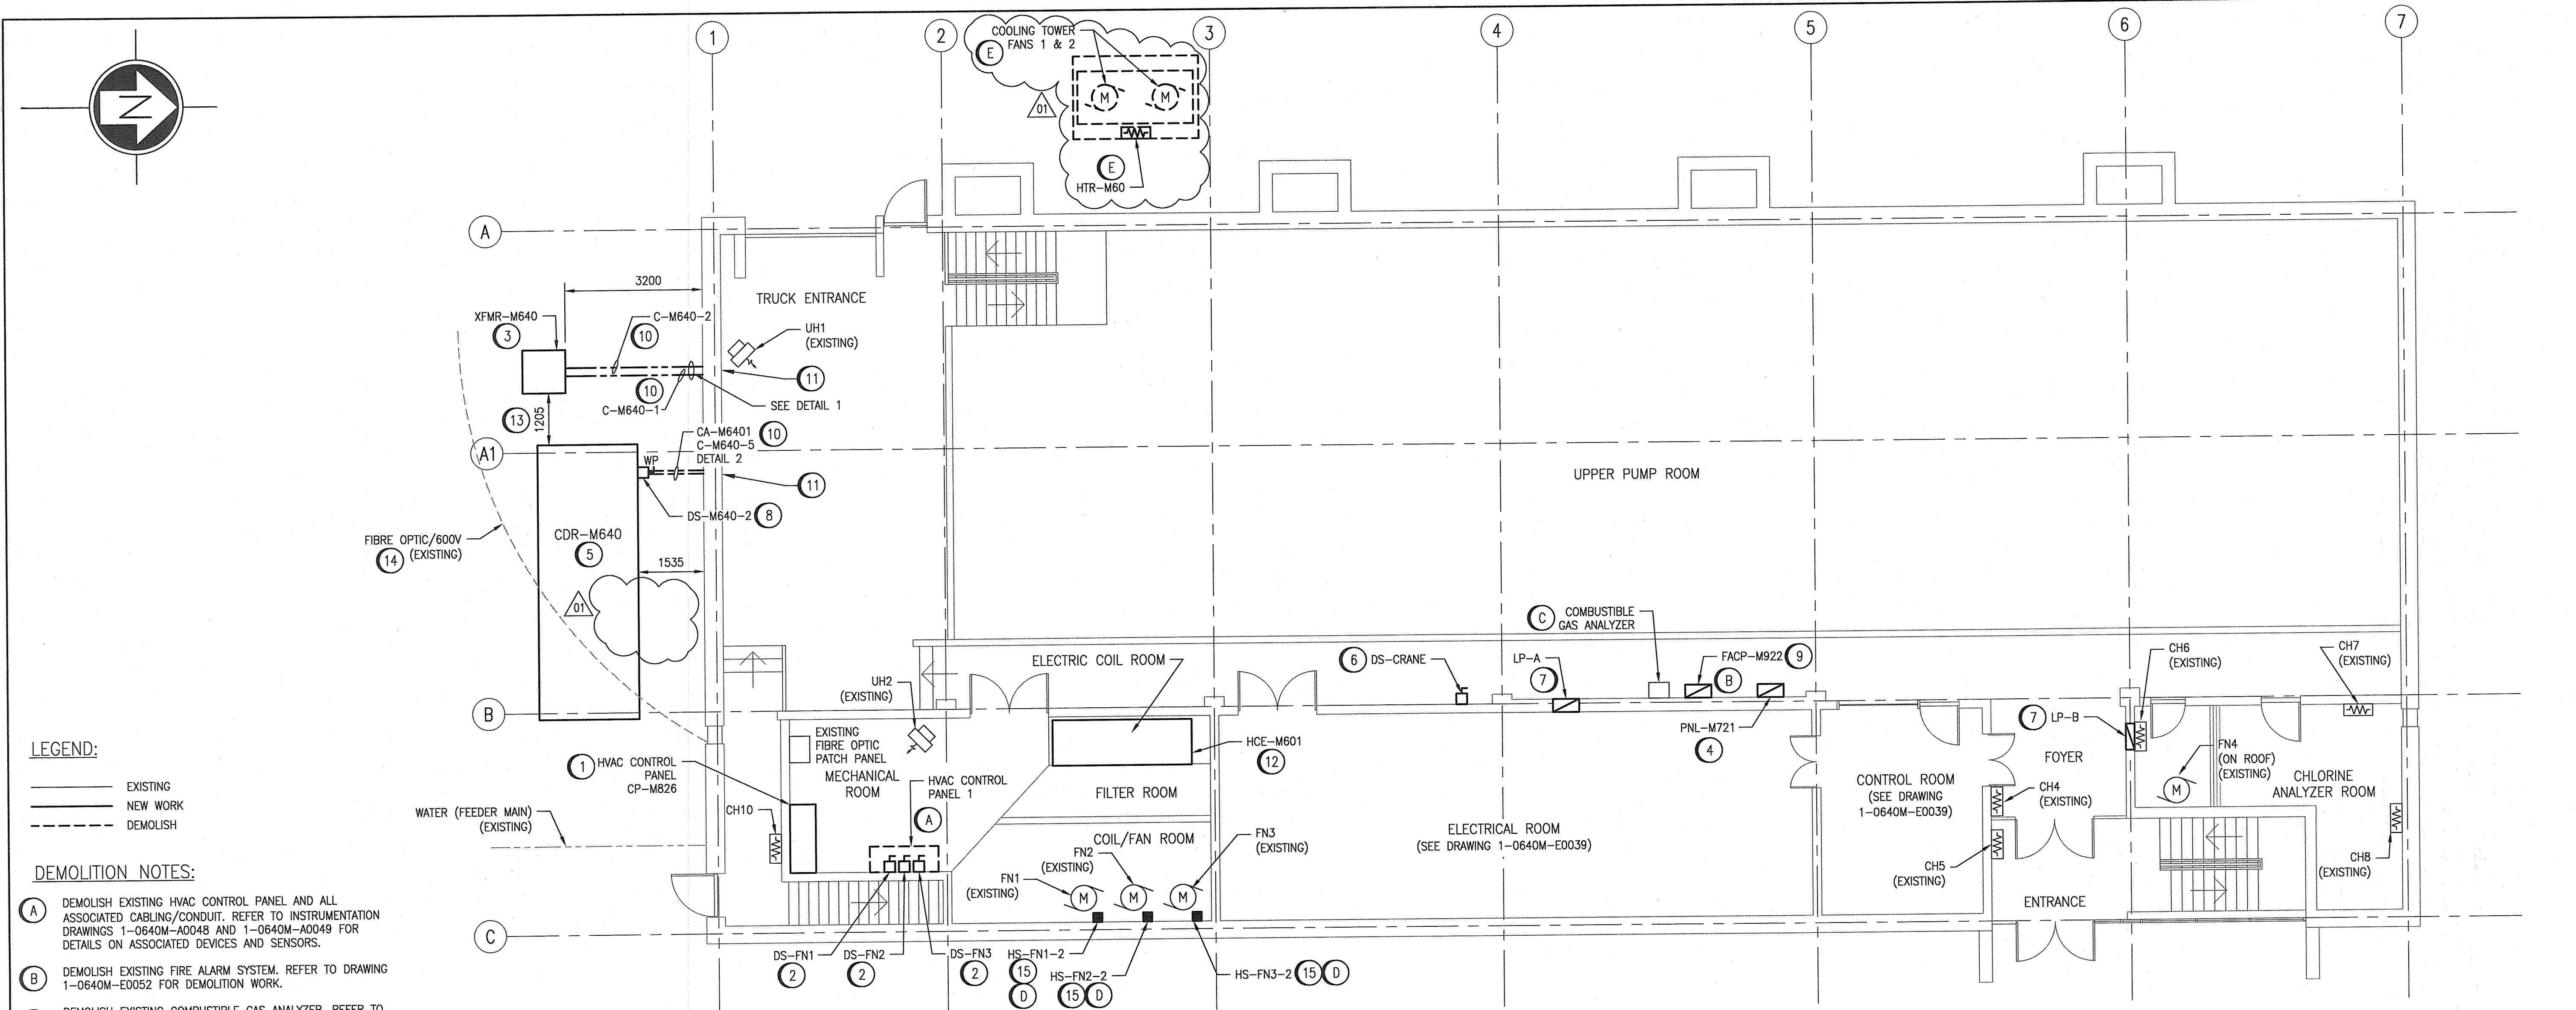 1
2
3
4
5
6
7
COOLING TOWER
FANS 1 & 2
E
M
M
01
E
HTR-M60
N
A
3200
TRUCK ENTRANCE
XFMR-M640
3
C-M640-2
10
UH1
(EXISTING)
11
10
C-M640-1
SEE DETAIL 1
13
1205
CA-M6401
10
C-M640-5
DETAIL 2
A1
WP
11
DS-M640-2
8
UPPER PUMP ROOM
FIBRE OPTIC/600V
14
(EXISTING)
CDR-M640
5
1535
01
C
COMBUSTIBLE
GAS ANALYZER
ELECTRIC COIL ROOM
6
DS-CRANE
LP-A
7
FACP-M922
9
B
CH6
(EXISTING)
CH7
(EXISTING)
UH2
(EXISTING)
B
PNL-M721
4
7
LP-B
EXISTING
FIBRE OPTIC
PATCH PANEL
HCE-M601
12
FOYER
FN4
(ON ROOF)
(EXISTING)
M
LEGEND:
EXISTING
NEW WORK
DEMOLISH
1
HVAC CONTROL
PANEL
CP-M826
MECHANICAL
ROOM
HVAC CONTROL
PANEL 1
A
FILTER ROOM
CONTROL ROOM
(SEE DRAWING
1-0640M-E0039)
CH4
(EXISTING)
CHLORINE
ANALYZER ROOM
WATER (FEEDER MAIN)
(EXISTING)
CH10
COIL/FAN ROOM
FN3
(EXISTING)
FN2
(EXISTING)
FN1
(EXISTING)
M
M
M
ELECTRICAL ROOM
(SEE DRAWING 1-0640M-E0039)
CH5
(EXISTING)
CH8
(EXISTING)
ENTRANCE
DEMOLITION NOTES:
A
DEMOLISH EXISTING HVAC CONTROL PANEL AND ALL
ASSOCIATED CABLING/CONDUIT. REFER TO INSTRUMENTATION
DRAWINGS 1-0640M-A0048 AND 1-0640M-A0049 FOR
DETAILS ON ASSOCIATED DEVICES AND SENSORS.
C
DS-FN1
2
DS-FN2
2
DS-FN3
2
HS-FN1-2
15
D
HS-FN2-2
15
D
HS-FN3-2
15
D
B
DEMOLISH EXISTING FIRE ALARM SYSTEM. REFER TO DRAWING
1-0640M-E0052 FOR DEMOLITION WORK.
DEMOLISH EXISTING COMBUSTIBLE GAS ANALYZER. REFER TO